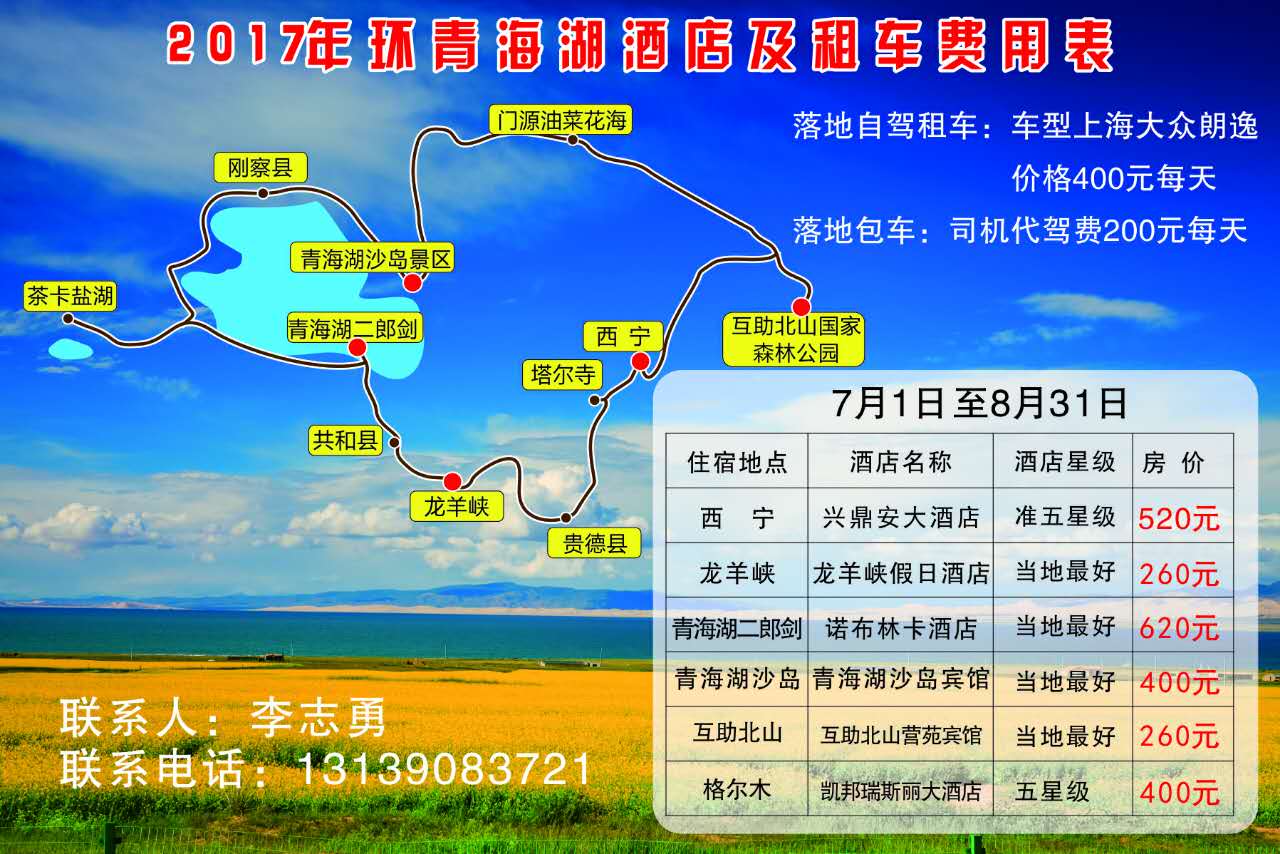 2017年环青海湖酒店及租车费用表
落地自驾租车：车型上海大众朗逸
价格400元每天
落地包车：司机代驾费200元每天
门源油菜花海
刚察县
青海湖沙岛景区
茶卡盐湖
青海湖二郎剑
互助北山国家
森林公园
西 宁
塔尔寺
共和县
龙羊峡
贵德县
7月1日至8月31日
住宿地点 酒店名称 酒店星级 房 价
西 宁 兴鼎安大酒店 准五星级 520元
龙羊峡 龙羊峡假日酒店 当地最好 260元
青海湖二郎剑 诺布林卡酒店 当地最好 620元
青海湖沙岛 青海湖沙岛宾馆 当地最好 400元
互助北山 互助北山营苑宾馆 当地最好 260元
格尔木 凯邦瑞斯丽大酒店 五星级 400元
联系人：李志勇
联系电话：13139083721